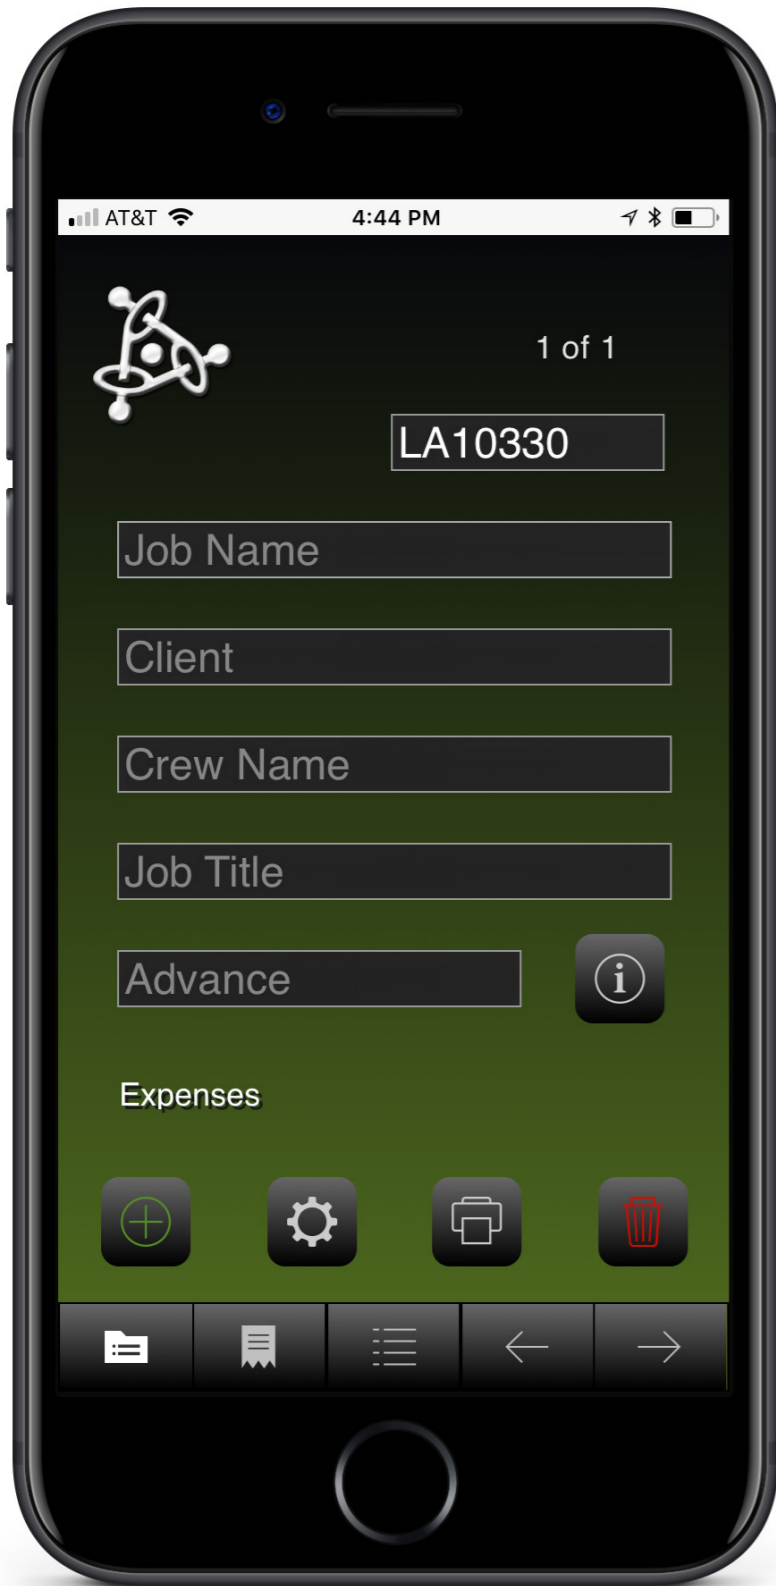 AT&T 4:44 PM
1 of 1
LA10330
Job Name
Client
Crew Name
Job Title
Advance
i
Expenses